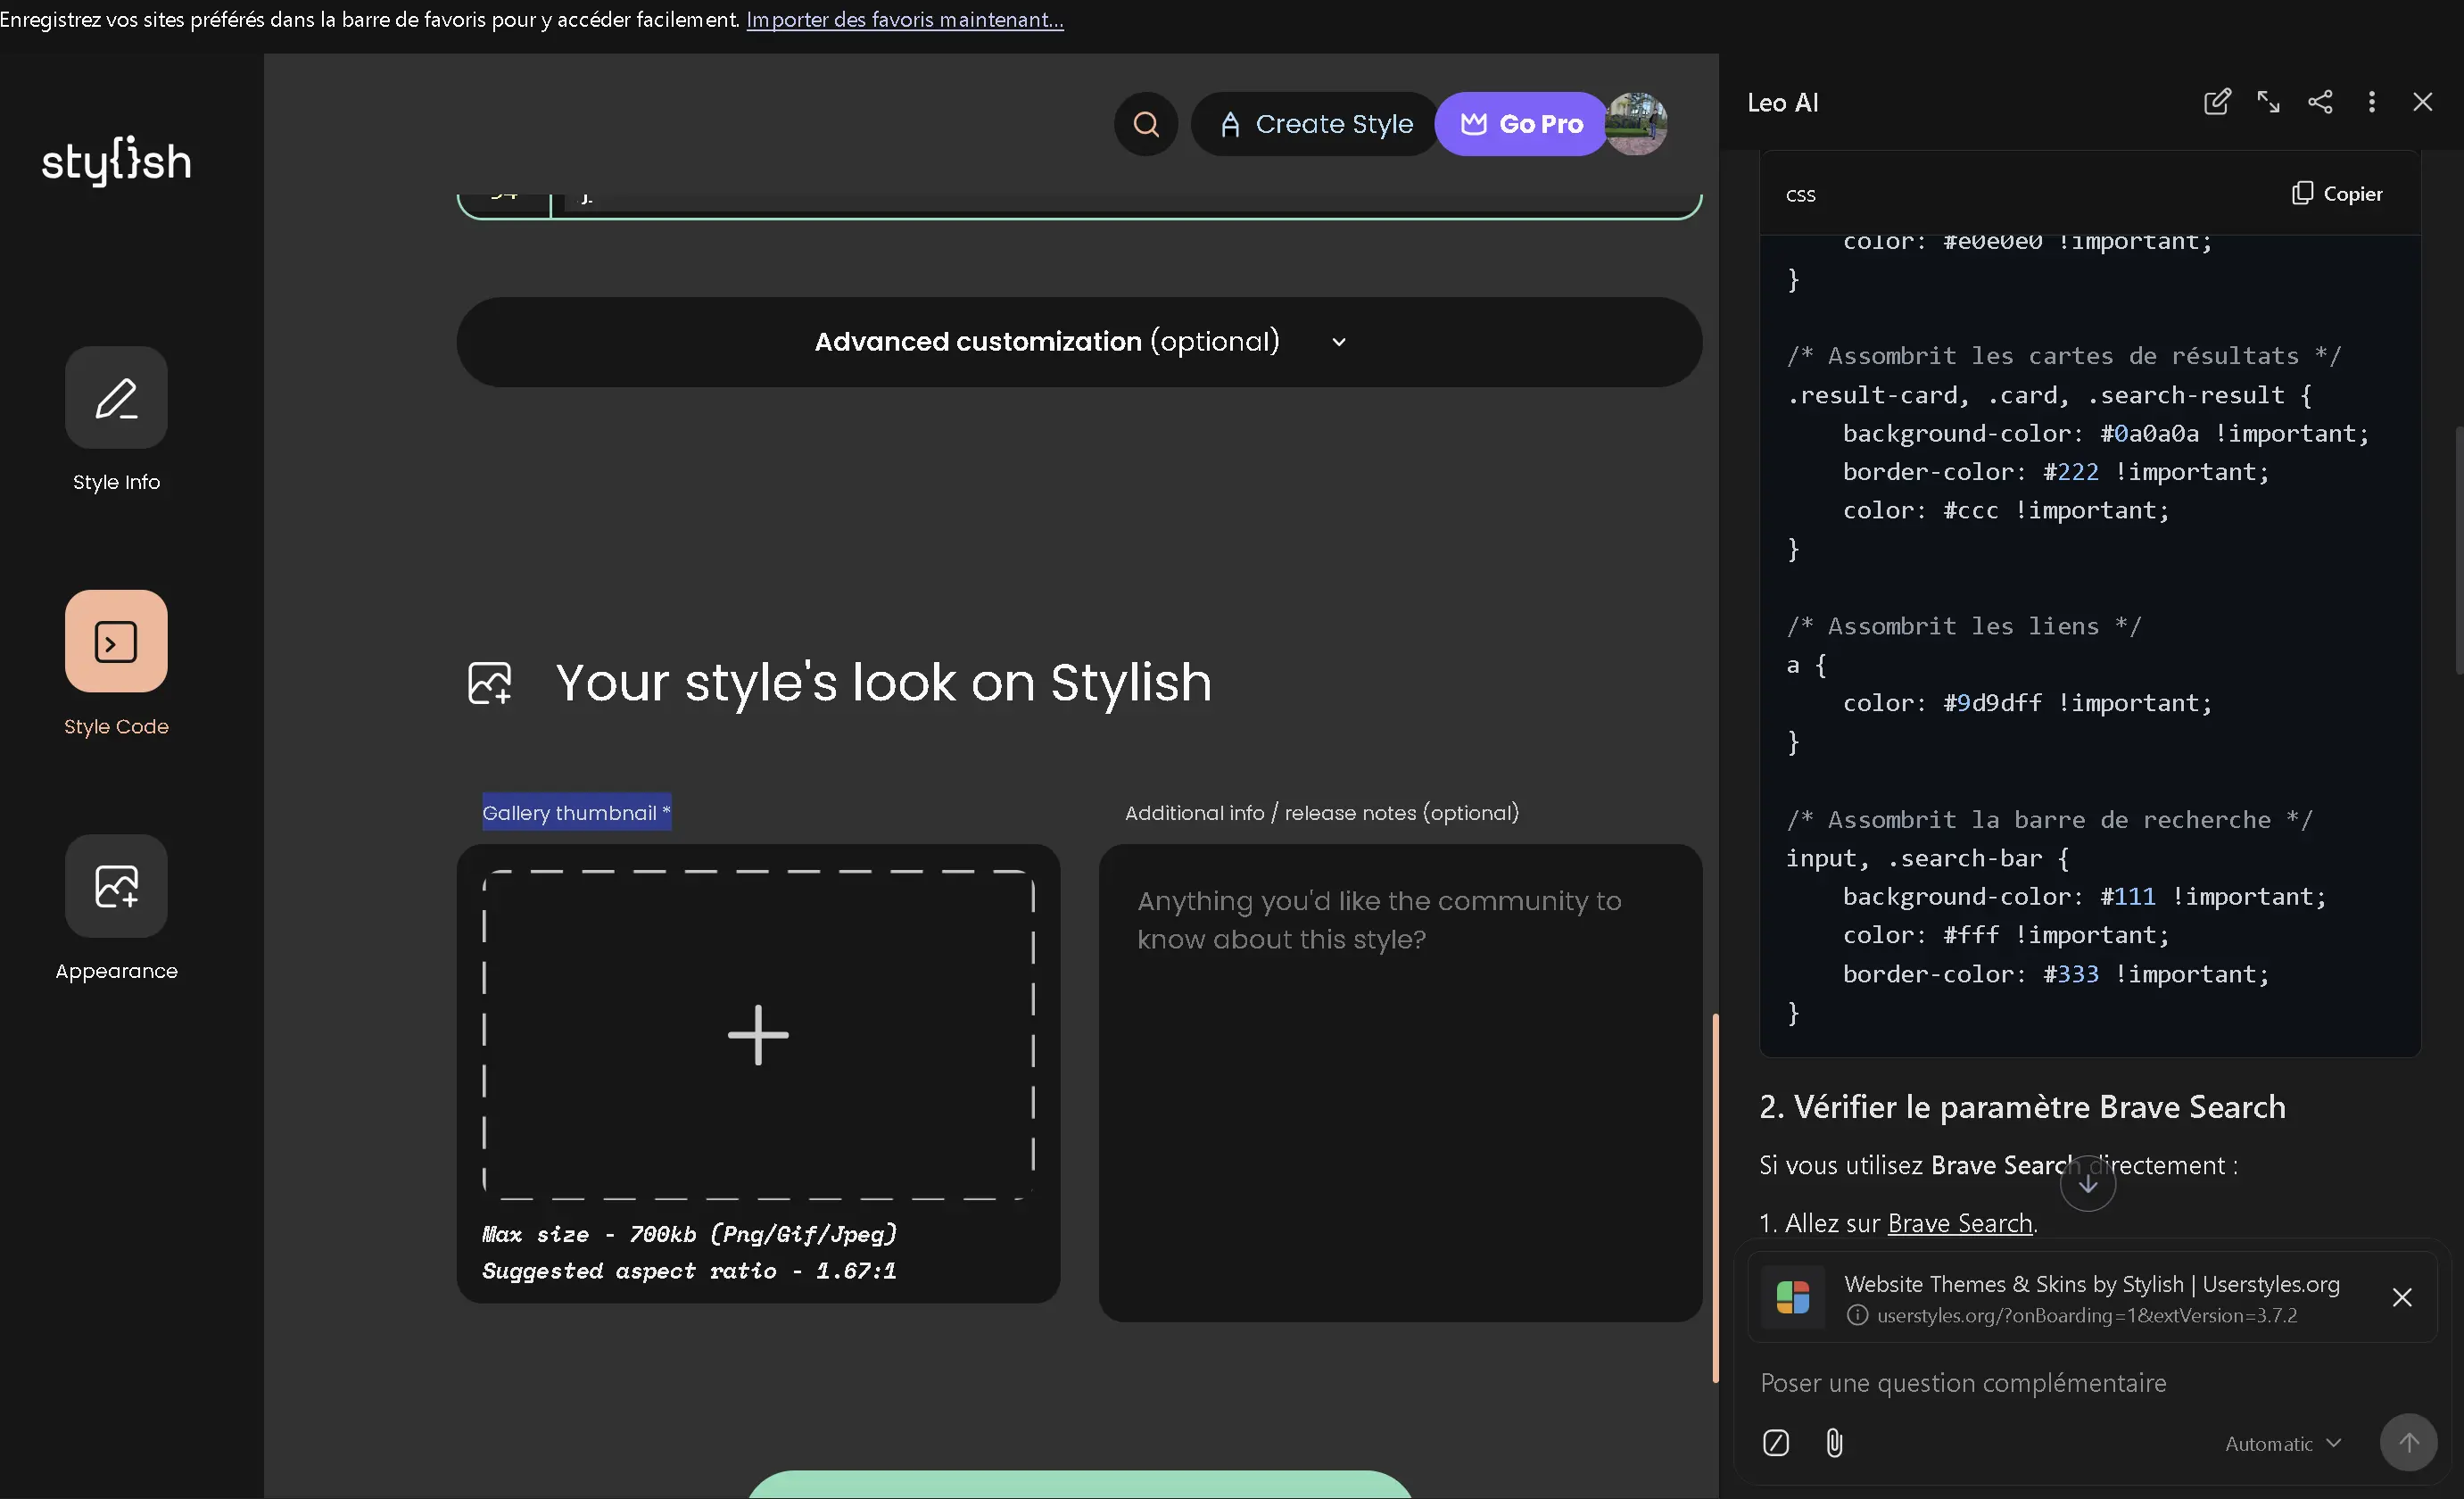 Enregistrez vos sites préférés dans la barre de favoris pour y accéder facilement. Importer des favoris maintenant...
sty{i}sh
Style Info
Style Code
Appearance
Create Style
Go Pro
Advanced customization (optional)
Your style's look on Stylish
Gallery thumbnail *
Max size - 700kb (Png/Gif/Jpeg)
Suggested aspect ratio - 1.67:1
Additional info / release notes (optional)
Anything you'd like the community to
know about this style?
Leo AI
css
Copier
color: #e0e0e0 !important;
}
/* Assombrit les cartes de résultats */
.result-card, .card, .search-result {
background-color: #0a0a0a !important;
border-color: #222 !important;
color: #ccc !important;
}
/* Assombrit les liens */
a {
color: #9d9dff !important;
}
/* Assombrit la barre de recherche */
input, .search-bar {
background-color: #111 !important;
color: #fff !important;
border-color: #333 !important;
}
2. Vérifier le paramètre Brave Search
Si vous utilisez Brave Search directement :
1. Allez sur Brave Search.
Website Themes & Skins by Stylish | Userstyles.org
userstyles.org/?onBoarding=1&extVersion=3.7.2
Poser une question complémentaire
Automatic